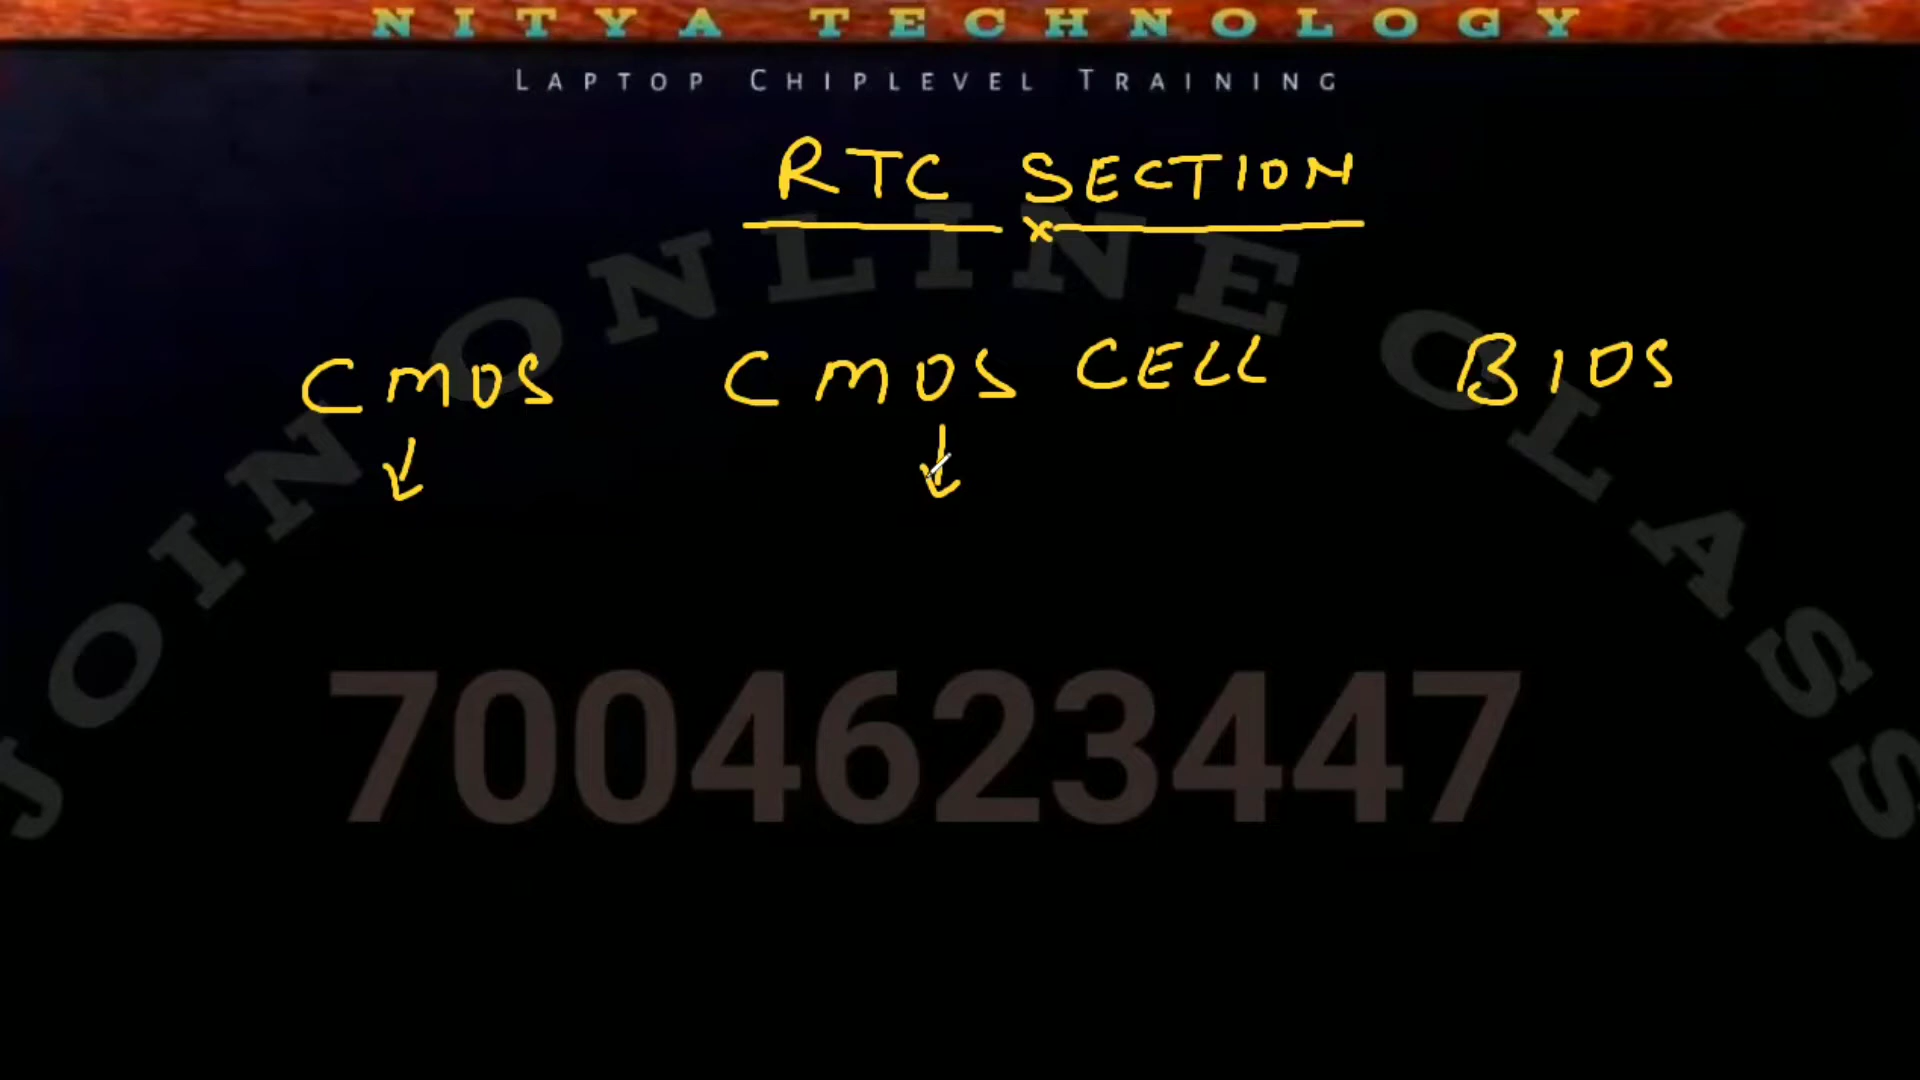 NITYA TECHNOLOGY
LAPTOP CHIPLEVEL TRAINING
RTC SECTION
x
CMOS CMOS CELL BIOS
JOIN ONLINE CLASS
7004623447